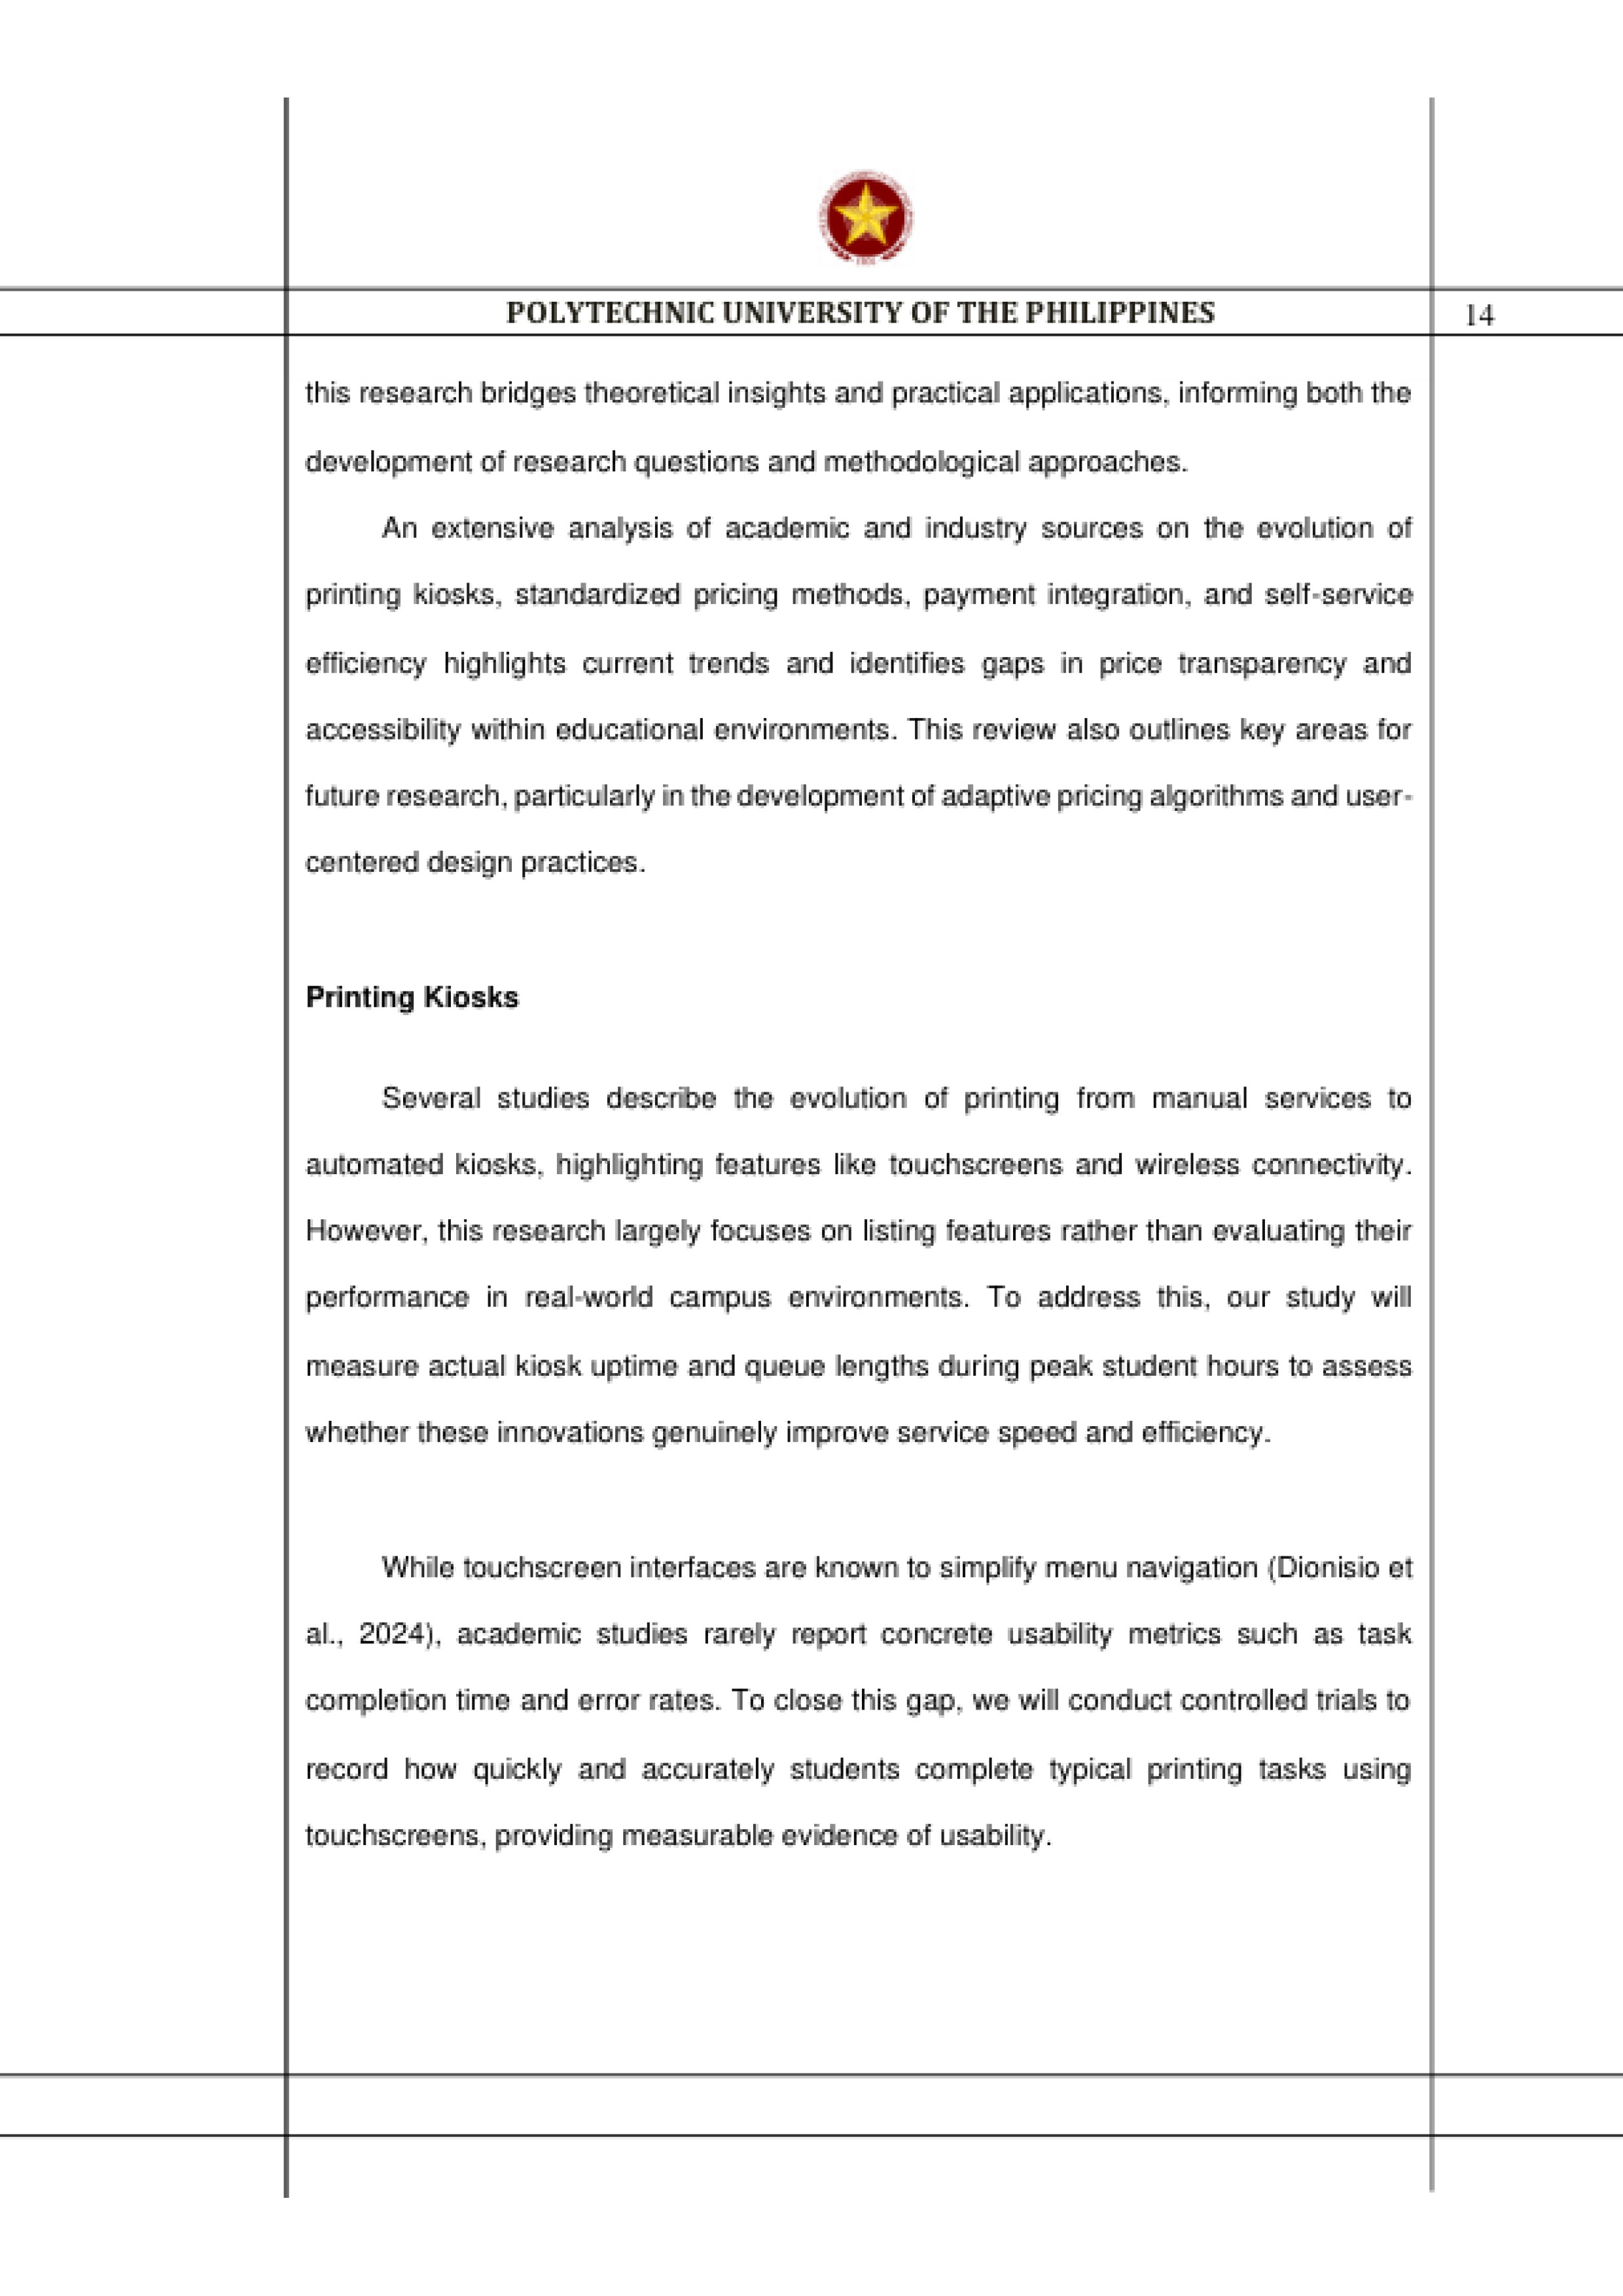 POLYTECHNIC UNIVERSITY OF THE PHILIPPINES
14
this research bridges theoretical insights and practical applications, informing both the
development of research questions and methodological approaches.
An extensive analysis of academic and industry sources on the evolution of
printing kiosks, standardized pricing methods, payment integration, and self-service
efficiency highlights current trends and identifies gaps in price transparency and
accessibility within educational environments. This review also outlines key areas for
future research, particularly in the development of adaptive pricing algorithms and user-
centered design practices.
Printing Kiosks
Several studies describe the evolution of printing from manual services to
automated kiosks, highlighting features like touchscreens and wireless connectivity.
However, this research largely focuses on listing features rather than evaluating their
performance in real-world campus environments. To address this, our study will
measure actual kiosk uptime and queue lengths during peak student hours to assess
whether these innovations genuinely improve service speed and efficiency.
While touchscreen interfaces are known to simplify menu navigation (Dionisio et
al., 2024), academic studies rarely report concrete usability metrics such as task
completion time and error rates. To close this gap, we will conduct controlled trials to
record how quickly and accurately students complete typical printing tasks using
touchscreens, providing measurable evidence of usability.